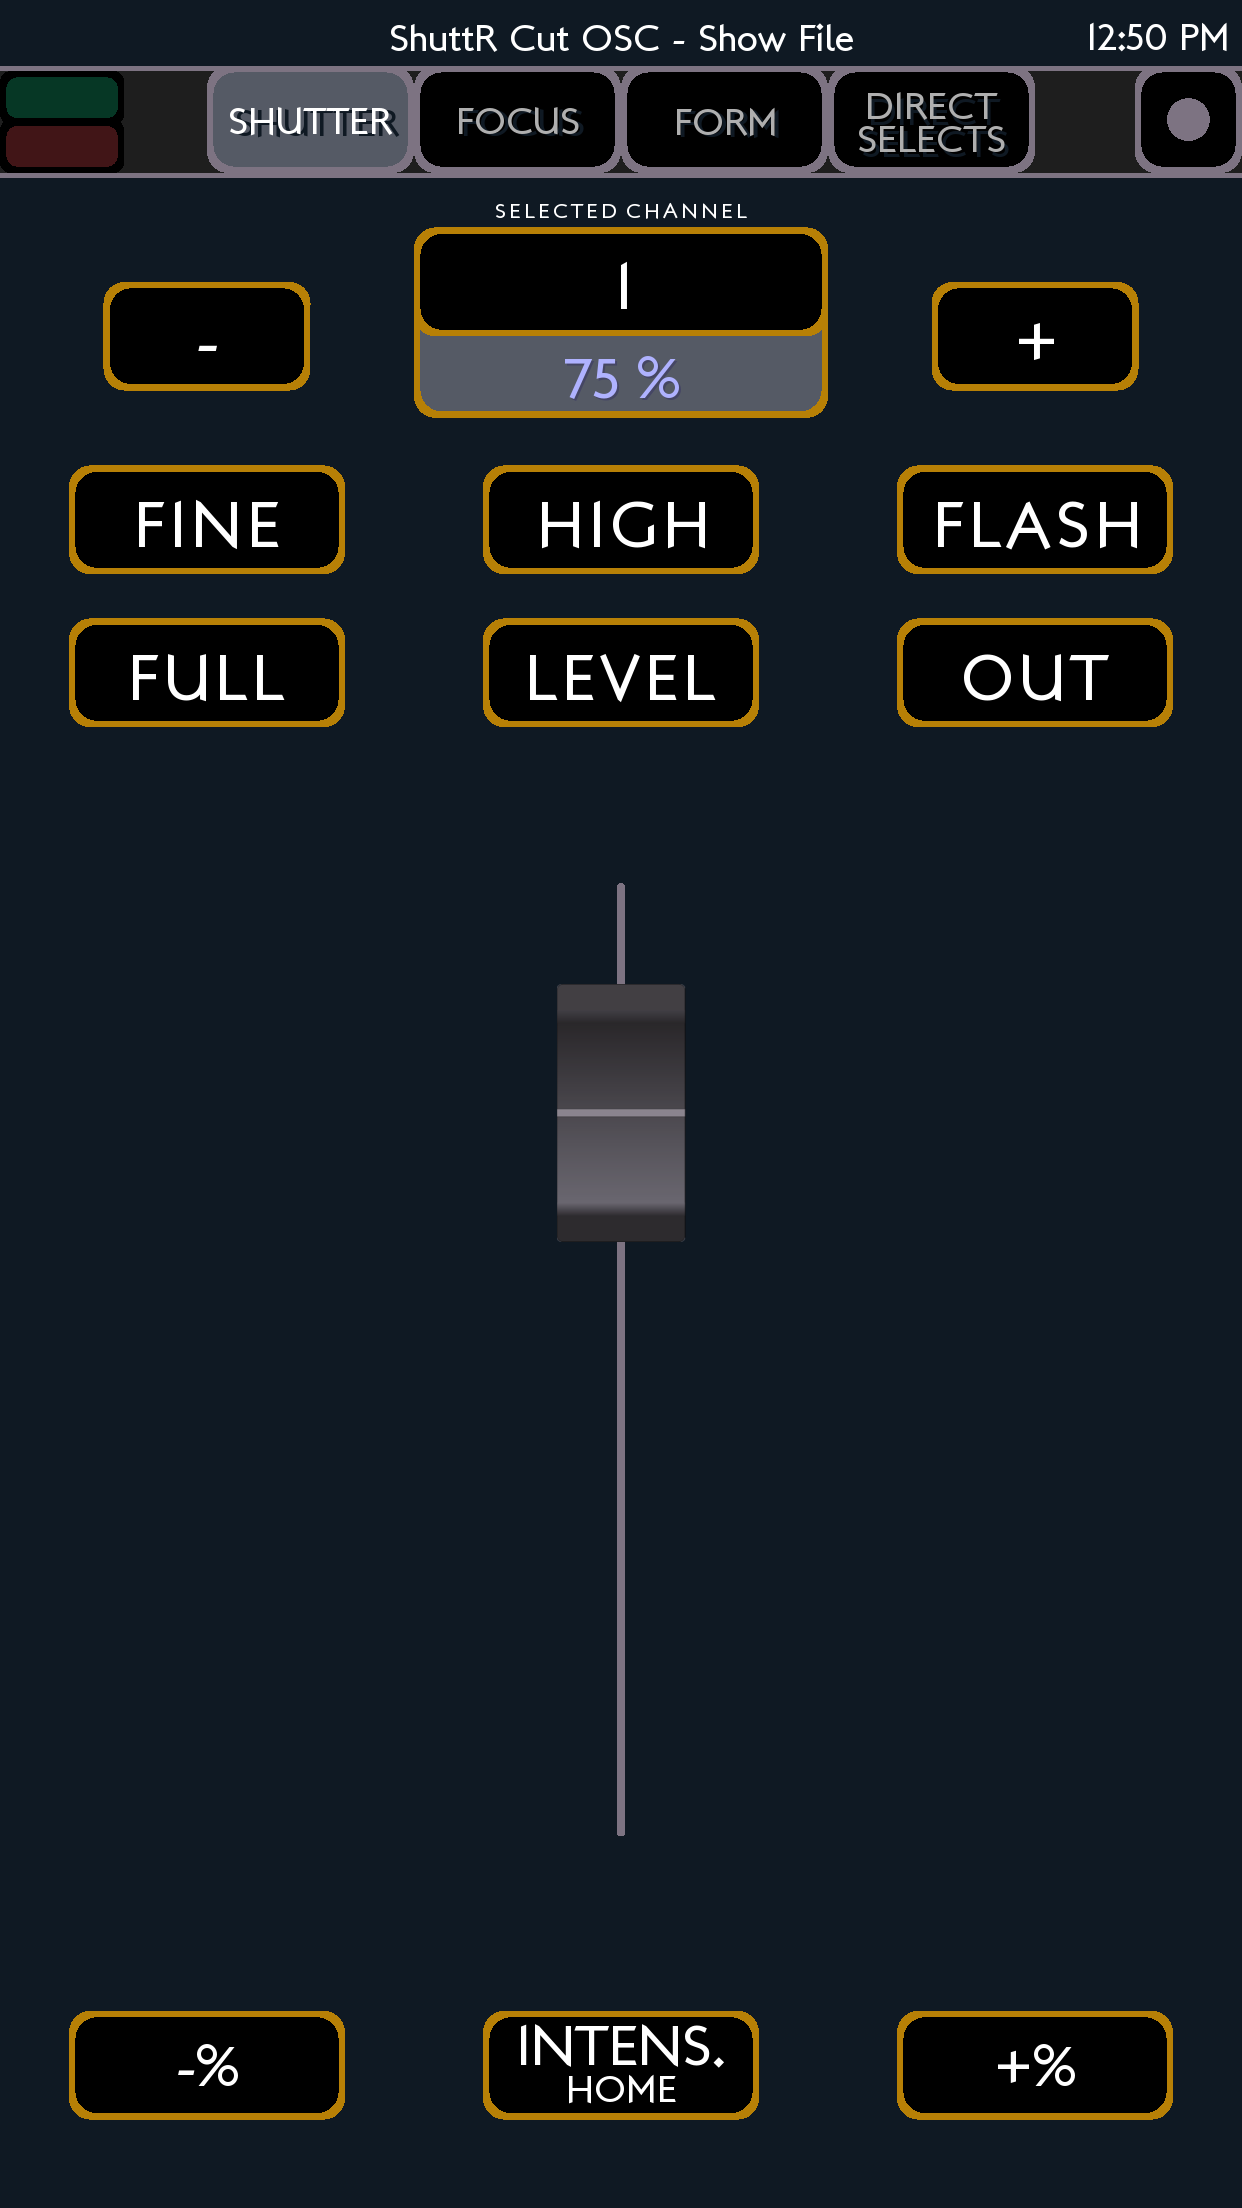 ShuttR Cut OSC - Show File
12:50 PM
SHUTTER
FOCUS
FORM
DIRECT
SELECTS
SELECTED CHANNEL
-
1
+
75 %
FINE
HIGH
FLASH
FULL
LEVEL
OUT
-%
INTENS.
HOME
+%